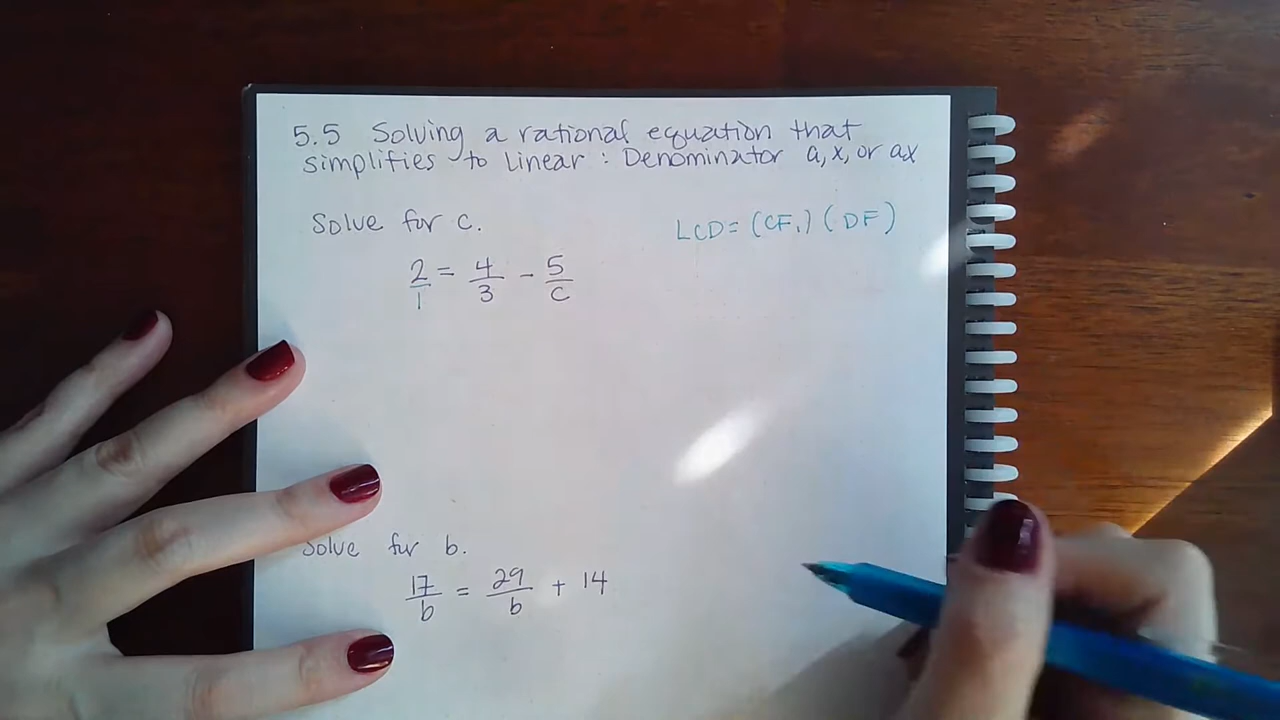 5.5 Solving a rational equation that
simplifies to linear: Denominator a, x, or ax
Solve for c.
LCD = (CF,) (DF)
2/1 = 4/3 - 5/c
Solve for b.
17/b = 29/b + 14